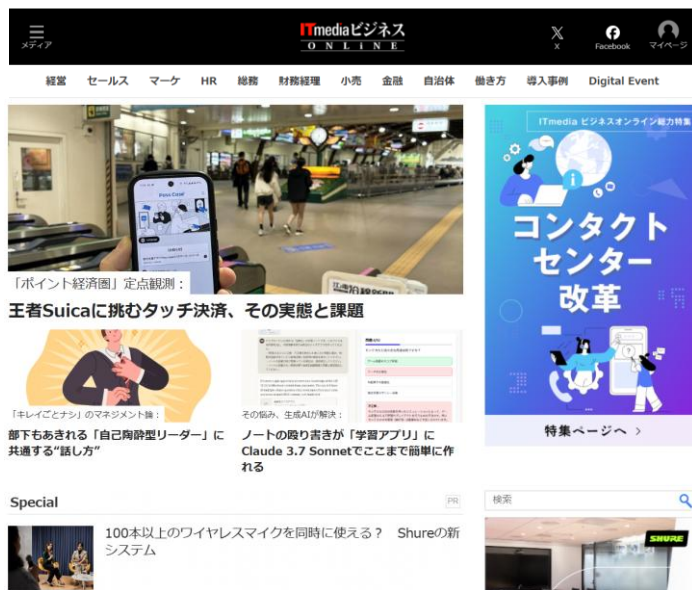 メディア
ITmediaビジネス
ONLiNE
X
Facebook
マイページ
経営 セールス マーケ HR 総務 財務経理 小売 金融 自治体 働き方 導入事例 Digital Event
「ポイント経済圏」定点観測：
王者Suicaに挑むタッチ決済、その実態と課題
「キレイごとナシ」のマネジメント論：
部下もあきれる「自己陶酔型リーダー」に
共通する“話し方”
その悩み、生成AIが解決：
ノートの殴り書きが「学習アプリ」に
Claude 3.7 Sonnetでここまで簡単に作
れる
ITmedia ビジネスオンライン総力特集
コンタクト
センター
改革
特集ページへ
Special
PR
100本以上のワイヤレスマイクを同時に使える？ Shureの新
システム
検索
SHURE